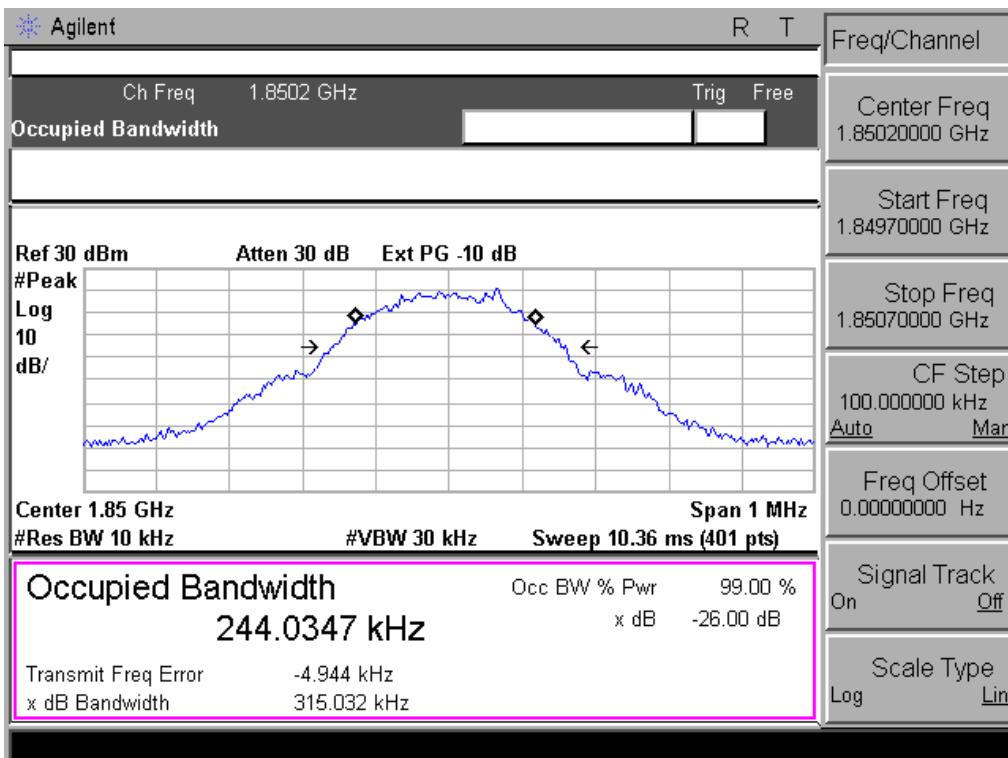 Agilent R T
Freq/Channel
Ch Freq 1.8502 GHz Trig Free
Occupied Bandwidth
Center Freq
1.85020000 GHz
Start Freq
1.84970000 GHz
Stop Freq
1.85070000 GHz
CF Step
100.000000 kHz
Auto Man
Freq Offset
0.00000000 Hz
Signal Track
On Off
Scale Type
Log Lin
Ref 30 dBm Atten 30 dB Ext PG -10 dB
#Peak
Log
10
dB/
Center 1.85 GHz Span 1 MHz
#Res BW 10 kHz #VBW 30 kHz Sweep 10.36 ms (401 pts)
Occupied Bandwidth
244.0347 kHz
Occ BW % Pwr 99.00 %
x dB -26.00 dB
Transmit Freq Error -4.944 kHz
x dB Bandwidth 315.032 kHz